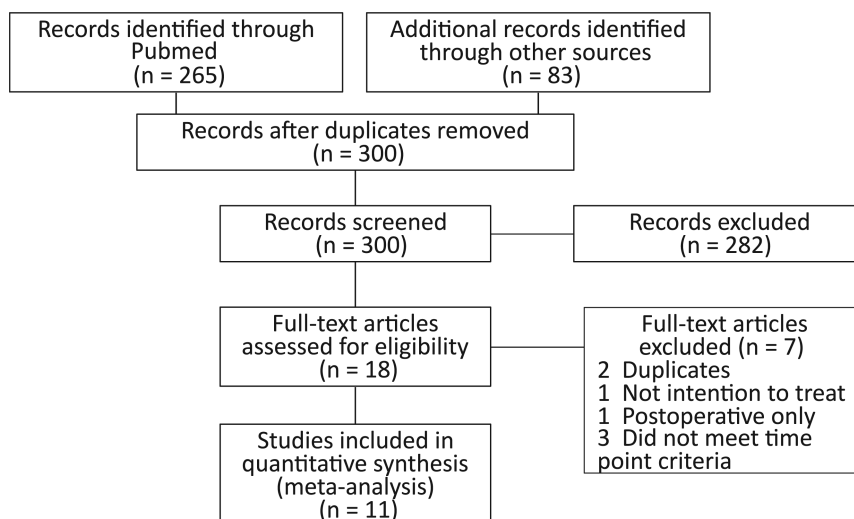 Records identified through
Pubmed
(n = 265)
Additional records identified
through other sources
(n = 83)
Records after duplicates removed
(n = 300)
Records screened
(n = 300)
Records excluded
(n = 282)
Full-text articles
assessed for eligibility
(n = 18)
Full-text articles
excluded (n = 7)
2 Duplicates
1 Not intention to treat
1 Postoperative only
3 Did not meet time
point criteria
Studies included in
quantitative synthesis
(meta-analysis)
(n = 11)